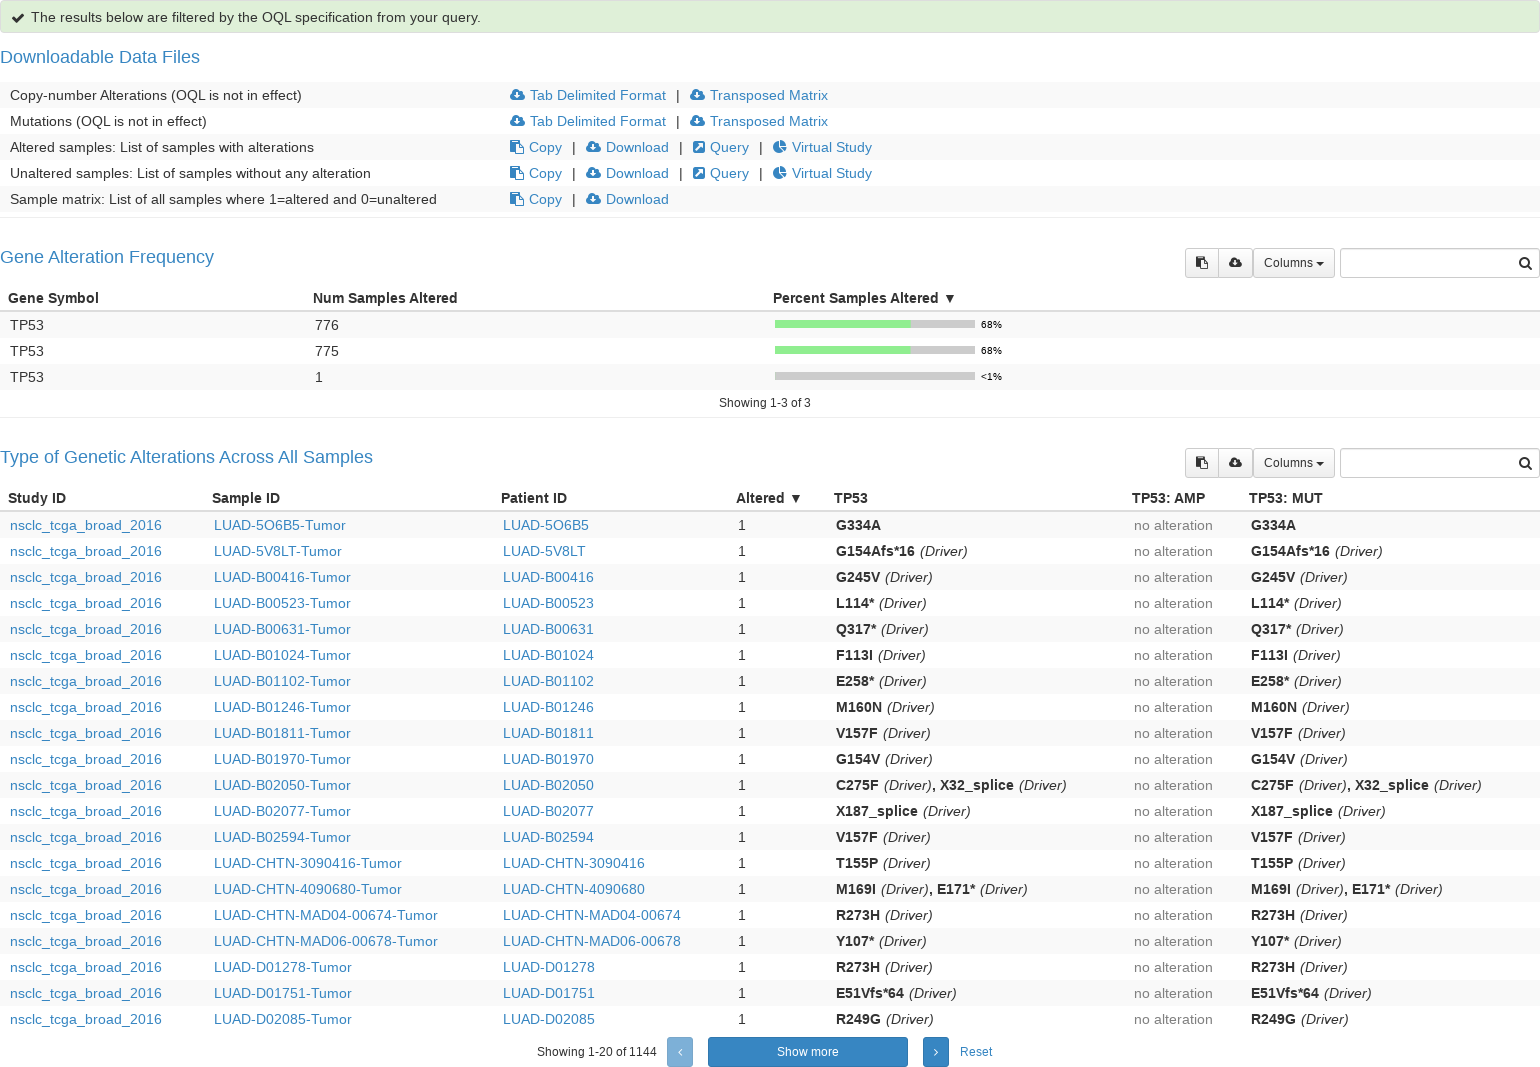 The results below are filtered by the OQL specification from your query.
Downloadable Data Files
Copy-number Alterations (OQL is not in effect) Tab Delimited Format | Transposed Matrix
Mutations (OQL is not in effect) Tab Delimited Format | Transposed Matrix
Altered samples: List of samples with alterations Copy | Download | Query | Virtual Study
Unaltered samples: List of samples without any alteration Copy | Download | Query | Virtual Study
Sample matrix: List of all samples where 1=altered and 0=unaltered Copy | Download
Gene Alteration Frequency Columns
Gene Symbol Num Samples Altered Percent Samples Altered ▼
TP53 776 68%
TP53 775 68%
TP53 1 <1%
Showing 1-3 of 3
Type of Genetic Alterations Across All Samples Columns
Study ID Sample ID Patient ID Altered ▼ TP53 TP53: AMP TP53: MUT
nsclc_tcga_broad_2016 LUAD-5O6B5-Tumor LUAD-5O6B5 1 G334A no alteration G334A
nsclc_tcga_broad_2016 LUAD-5V8LT-Tumor LUAD-5V8LT 1 G154Afs*16 (Driver) no alteration G154Afs*16 (Driver)
nsclc_tcga_broad_2016 LUAD-B00416-Tumor LUAD-B00416 1 G245V (Driver) no alteration G245V (Driver)
nsclc_tcga_broad_2016 LUAD-B00523-Tumor LUAD-B00523 1 L114* (Driver) no alteration L114* (Driver)
nsclc_tcga_broad_2016 LUAD-B00631-Tumor LUAD-B00631 1 Q317* (Driver) no alteration Q317* (Driver)
nsclc_tcga_broad_2016 LUAD-B01024-Tumor LUAD-B01024 1 F113I (Driver) no alteration F113I (Driver)
nsclc_tcga_broad_2016 LUAD-B01102-Tumor LUAD-B01102 1 E258* (Driver) no alteration E258* (Driver)
nsclc_tcga_broad_2016 LUAD-B01246-Tumor LUAD-B01246 1 M160N (Driver) no alteration M160N (Driver)
nsclc_tcga_broad_2016 LUAD-B01811-Tumor LUAD-B01811 1 V157F (Driver) no alteration V157F (Driver)
nsclc_tcga_broad_2016 LUAD-B01970-Tumor LUAD-B01970 1 G154V (Driver) no alteration G154V (Driver)
nsclc_tcga_broad_2016 LUAD-B02050-Tumor LUAD-B02050 1 C275F (Driver), X32_splice (Driver) no alteration C275F (Driver), X32_splice (Driver)
nsclc_tcga_broad_2016 LUAD-B02077-Tumor LUAD-B02077 1 X187_splice (Driver) no alteration X187_splice (Driver)
nsclc_tcga_broad_2016 LUAD-B02594-Tumor LUAD-B02594 1 V157F (Driver) no alteration V157F (Driver)
nsclc_tcga_broad_2016 LUAD-CHTN-3090416-Tumor LUAD-CHTN-3090416 1 T155P (Driver) no alteration T155P (Driver)
nsclc_tcga_broad_2016 LUAD-CHTN-4090680-Tumor LUAD-CHTN-4090680 1 M169I (Driver), E171* (Driver) no alteration M169I (Driver), E171* (Driver)
nsclc_tcga_broad_2016 LUAD-CHTN-MAD04-00674-Tumor LUAD-CHTN-MAD04-00674 1 R273H (Driver) no alteration R273H (Driver)
nsclc_tcga_broad_2016 LUAD-CHTN-MAD06-00678-Tumor LUAD-CHTN-MAD06-00678 1 Y107* (Driver) no alteration Y107* (Driver)
nsclc_tcga_broad_2016 LUAD-D01278-Tumor LUAD-D01278 1 R273H (Driver) no alteration R273H (Driver)
nsclc_tcga_broad_2016 LUAD-D01751-Tumor LUAD-D01751 1 E51Vfs*64 (Driver) no alteration E51Vfs*64 (Driver)
nsclc_tcga_broad_2016 LUAD-D02085-Tumor LUAD-D02085 1 R249G (Driver) no alteration R249G (Driver)
Showing 1-20 of 1144 Show more Reset